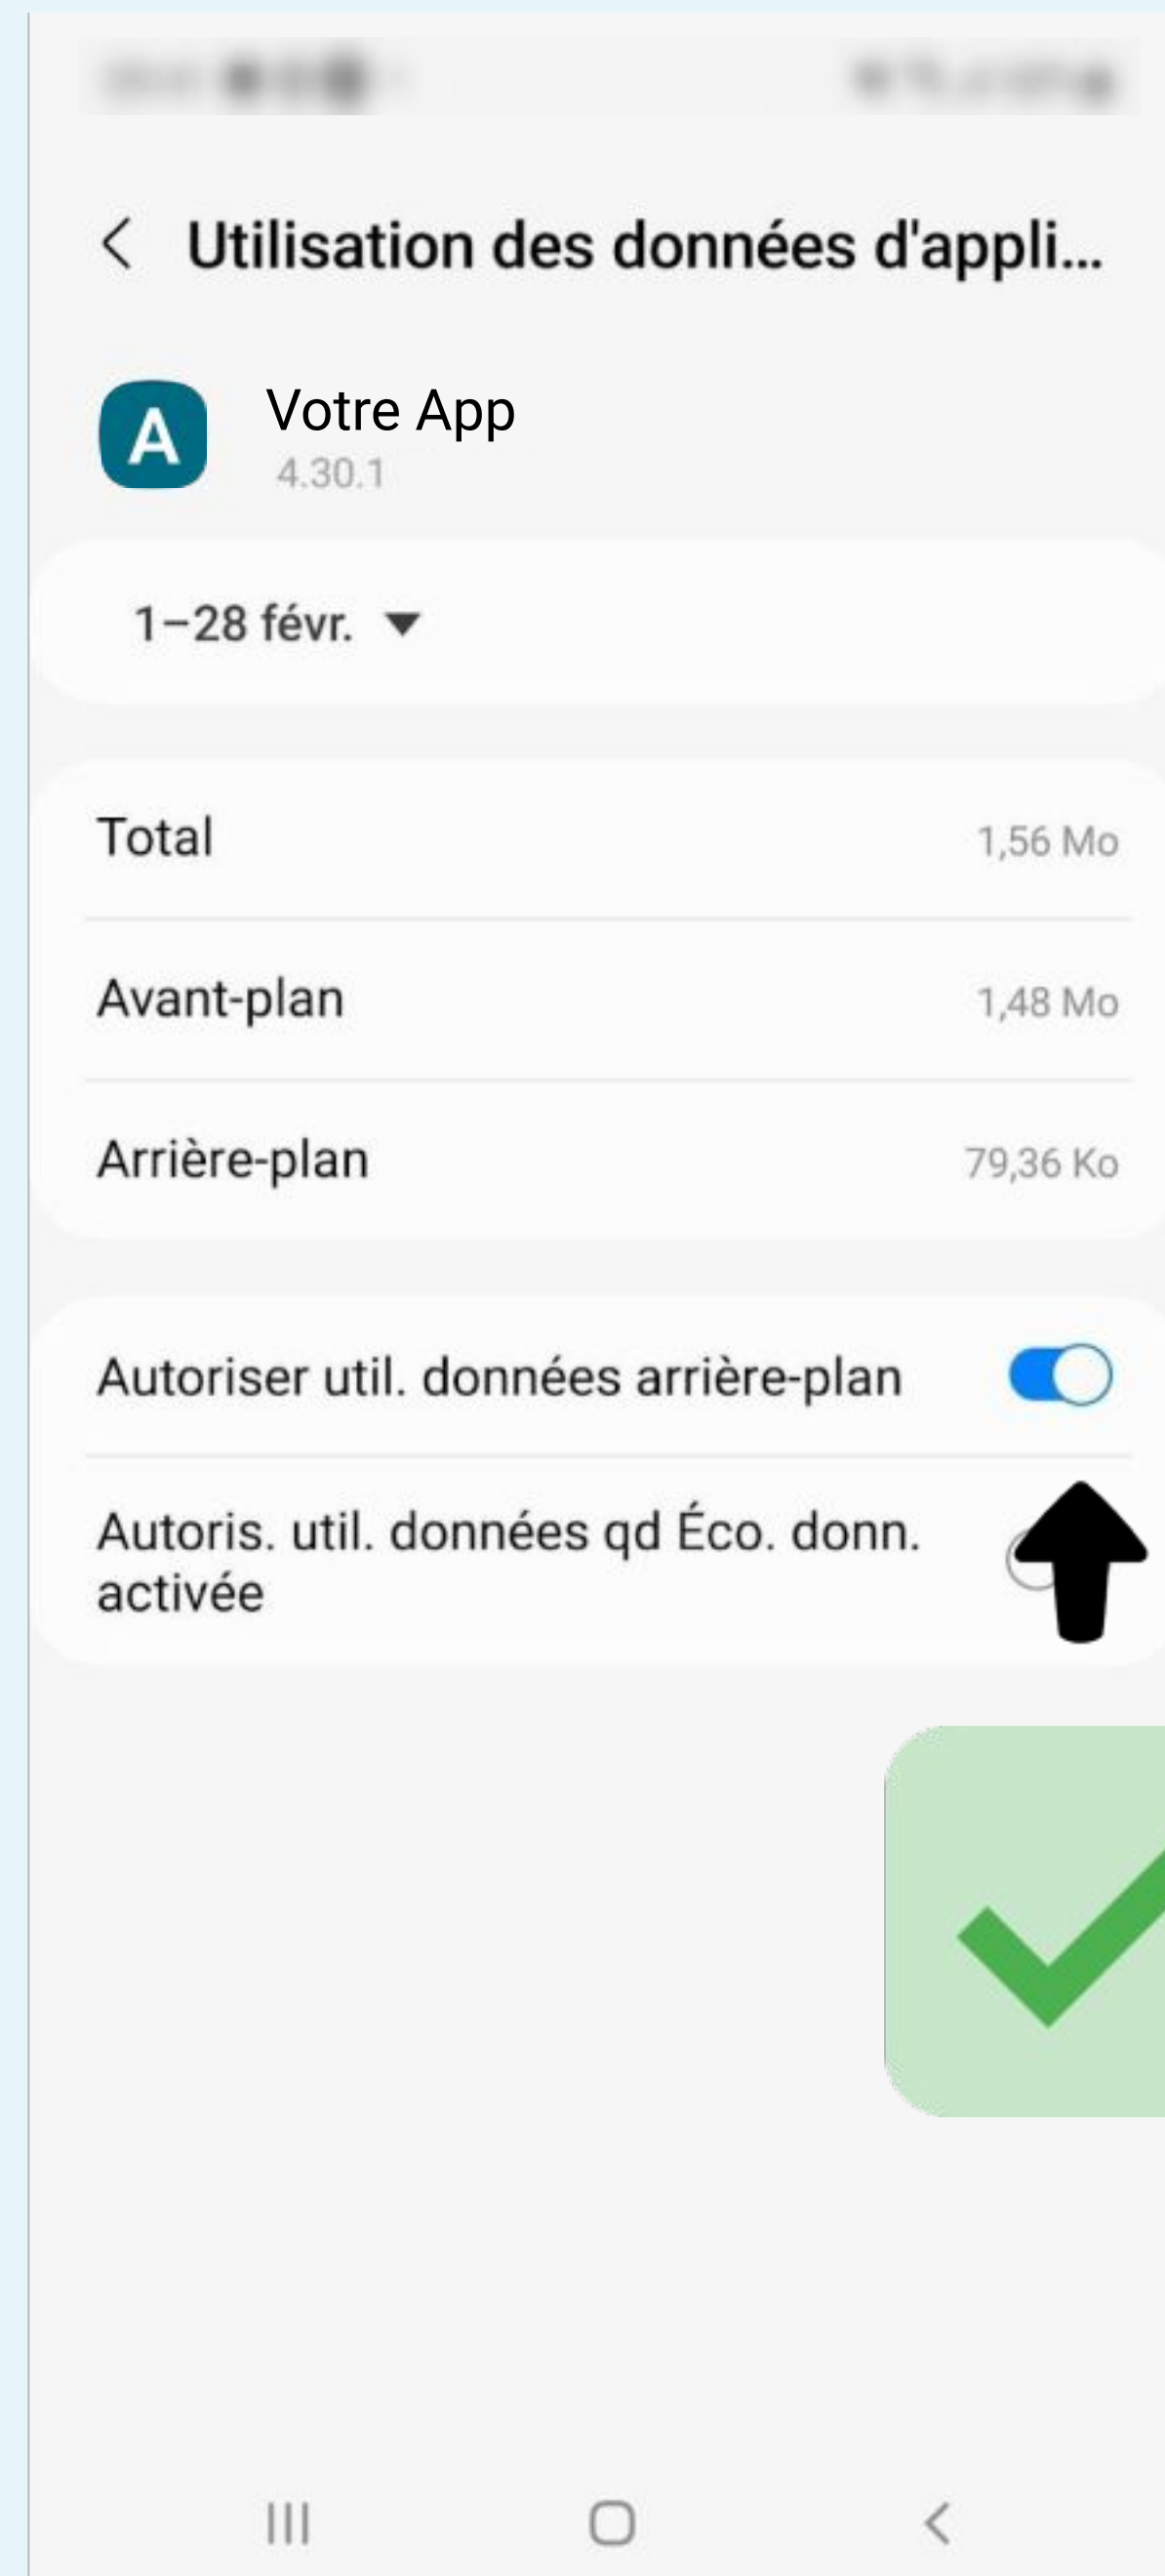 Utilisation des données d'appli...
A
Votre App
4.30.1
1–28 févr.
Total
1,56 Mo
Avant-plan
1,48 Mo
Arrière-plan
79,36 Ko
Autoriser util. données arrière-plan
Autoris. util. données qd Éco. donn.
activée